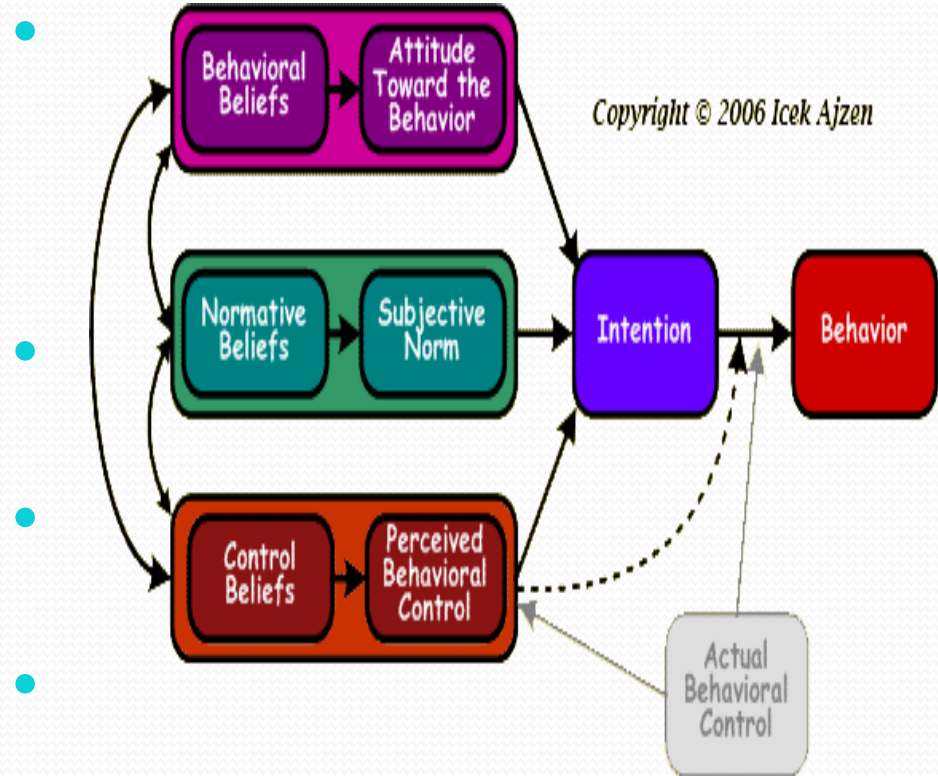 Behavioral
Beliefs
Attitude
Toward the
Behavior
Copyright © 2006 Icek Ajzen
Normative
Beliefs
Subjective
Norm
Intention
Behavior
Control
Beliefs
Perceived
Behavioral
Control
Actual
Behavioral
Control